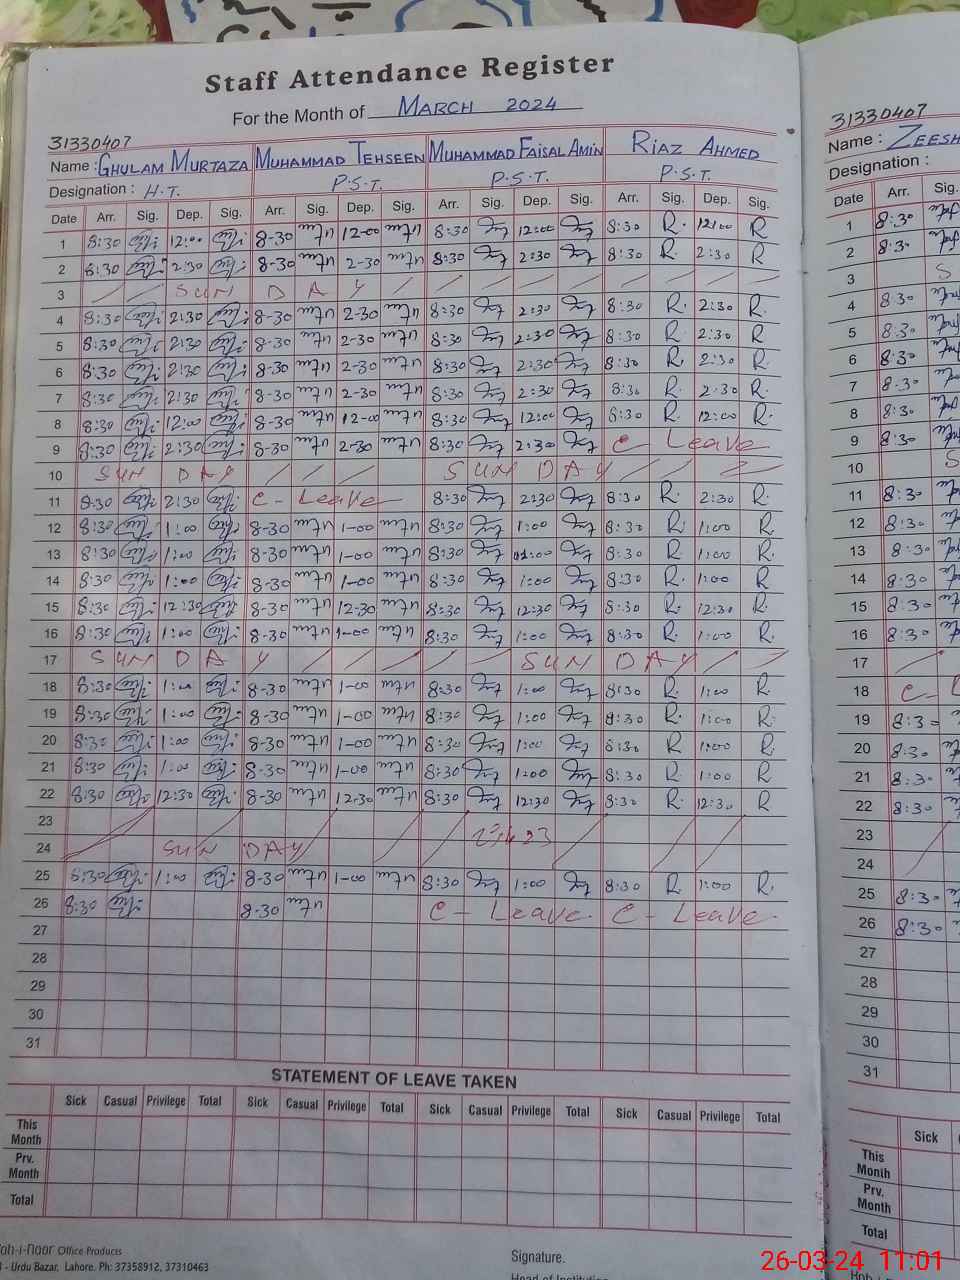 Staff Attendance Register
For the Month of MARCH 2024
31330407
Name: GHULAM MURTAZA MUHAMMAD TEHSEEN MUHAMMAD FAISAL AMIN RIAZ AHMED
Designation: H.T. P.S.T. P.S.T. P.S.T.
Date Arr. Sig. Dep. Sig. Arr. Sig. Dep. Sig. Arr. Sig. Dep. Sig. Arr. Sig. Dep. Sig.
1 8:30 12:00 8-30 12-00 8:30 12:00 8:30 R. 12:00 R
2 8:30 2:30 8-30 2-30 8:30 2:30 8:30 R. 2:30 R
3 SUN DAY
4 8:30 2:30 8-30 2-30 8:30 2:30 8:30 R. 2:30 R.
5 8:30 2:30 8-30 2-30 8:30 2:30 8:30 R 2:30 R
6 8:30 2:30 8-30 2-30 8:30 2:30 8:30 R. 2:30 R
7 8:30 2:30 8-30 2-30 8:30 2:30 8:30 R. 2:30 R.
8 8:30 12:00 8-30 12-00 8:30 12:00 8:30 R. 12:00 R.
9 8:30 2:30 8-30 2-30 8:30 2:30 C- Leave
10 SUN DAY SUN DAY
11 8:30 2:30 C- Leave 8:30 2:30 8:30 R. 2:30 R.
12 8:30 1:00 8-30 1-00 8:30 1:00 8:30 R. 1:00 R.
13 8:30 1:00 8-30 1-00 8:30 01:00 8:30 R 1:00 R.
14 8:30 1:00 8-30 1-00 8:30 1:00 8:30 R. 1:00 R
15 8:30 12:30 8-30 12-30 8:30 12:30 8:30 R. 12:30 R.
16 8:30 1:00 8-30 1-00 8:30 1:00 8:30 R. 1:00 R.
17 SUN DAY SUN DAY
18 8:30 1:00 8-30 1-00 8:30 1:00 8:30 R 1:00 R.
19 8:30 1:00 8-30 1-00 8:30 1:00 8:30 R. 1:00 R.
20 8:30 1:00 8-30 1-00 8:30 1:00 8:30 R 1:00 R.
21 8:30 1:00 8-30 1-00 8:30 1:00 8:30 R 1:00 R
22 8:30 12:30 8-30 12-30 8:30 12:30 8:30 R. 12:30 R
23
24 SUN DAY
25 8:30 1:00 8-30 1-00 8:30 1:00 8:30 R 1:00 R.
26 8:30 8-30 C- Leave. C- Leave.
27
28
29
30
31
STATEMENT OF LEAVE TAKEN
Sick Casual Privilege Total Sick Casual Privilege Total Sick Casual Privilege Total Sick Casual Privilege Total
This Month
Prv. Month
Total
Office Products
Urdu Bazar, Lahore. Ph: 37358912, 37310463
Signature.
31330407
Name: ZEESH
Designation:
Arr. Sig.
1 8:30
2 8:30
3 S
4 8:30
5 8:30
6 8:30
7 8:30
8 8:30
9 8:30
10 S
11 8:30
12 8:30
13 8:30
14 8:30
15 8:30
16 8:30
17
18 C-
19 8:30
20 8:30
21 8:30
22 8:30
23
24
25 8:30
26 8:30
27
28
29
30
31
Sick
This Month
Prv. Month
Total
26-03-24 11:01